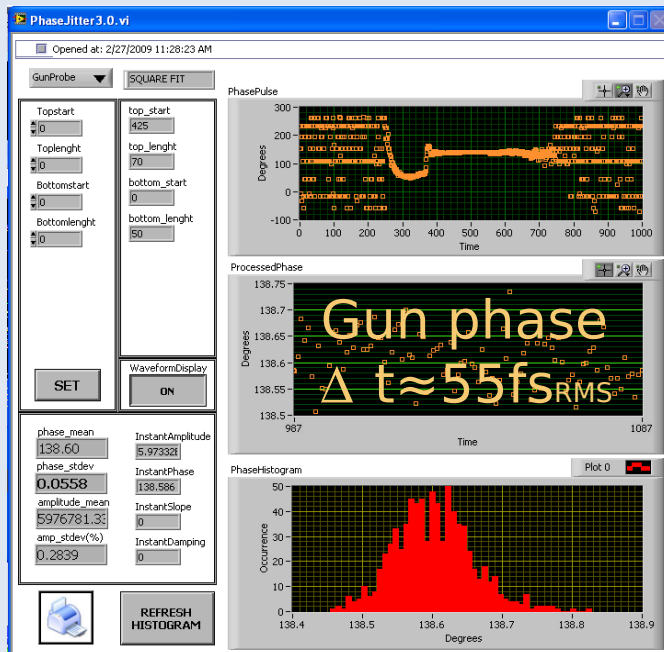 PhaseJitter3.0.vi
Opened at: 2/27/2009 11:28:23 AM
GunProbe
SQUARE FIT
Topstart
0
Toplenght
0
Bottomstart
0
Bottomlenght
0
SET
top_start
425
top_lenght
70
bottom_start
0
bottom_lenght
50
WaveformDisplay
ON
phase_mean
138.60
phase_stdev
0.0558
amplitude_mean
5976781.33
amp_stdev(%)
0.2839
InstantAmplitude
5.97332E
InstantPhase
138.586
InstantSlope
0
InstantDamping
0
REFRESH
HISTOGRAM
PhasePulse
Degrees
300
200
100
0
-100
0 100 200 300 400 500 600 700 800 900 1000
Time
ProcessedPhase
Degrees
138.75
138.7
138.65
138.6
138.55
138.5
Gun phase
Δ t≈55fsRMS
987 1087
Time
PhaseHistogram
Plot 0
Occurrence
50
40
30
20
10
0
138.4 138.5 138.6 138.7 138.8 138.9
Degrees